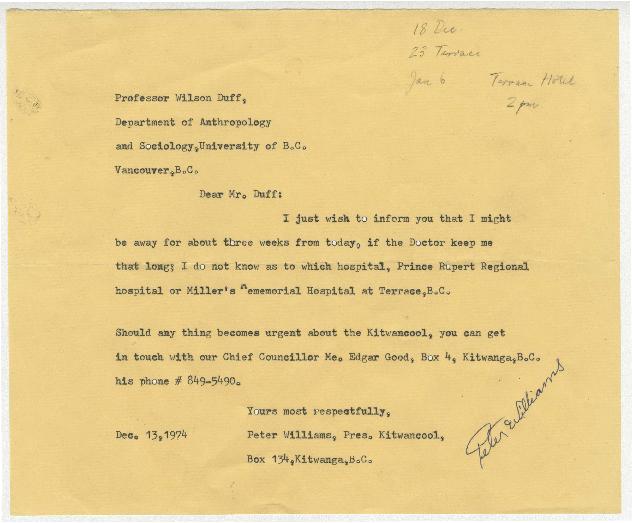 18 Dec.
23 Terrace
Jan 6 Terrace Hotel
2 pm
Professor Wilson Duff,
Department of Anthropology
and Sociology,University of B.C.
Vancouver,B.C.
Dear Mr. Duff:
I just wish to inform you that I might
be away for about three weeks from today, if the Doctor keep me
that long; I do not know as to which hospital, Prince Rupert Regional
hospital or Miller's ememorial Hospital at Terrace,B.C.
Should any thing becomes urgent about the Kitwancool, you can get
in touch with our Chief Councillor Me. Edgar Good, Box 4, Kitwanga,B.C.
his phone # 849-5490.
Yours most respectfully,
Dec. 13,1974 Peter Williams, Pres. Kitwancool,
Box 134,Kitwanga,B.C.
Peter Williams